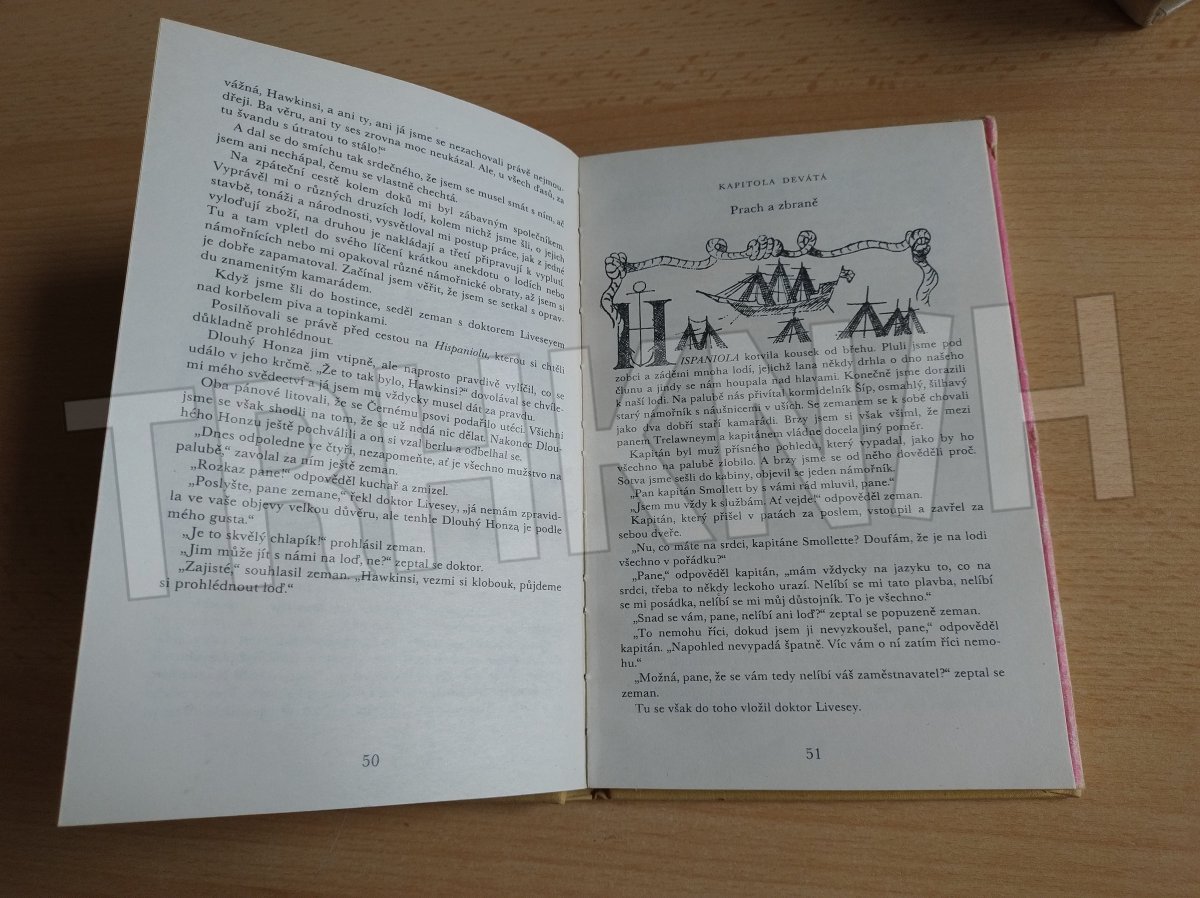 vážná, Hawkinsi, a ani ty, ani já jsme se nezachovali právě nejmou-
dřeji. Ba věru, ani ty ses zrovna moc neukázal. Ale, u všech ďasů, za
tu švandu s útratou to stálo!“
A dal se do smíchu tak srdečného, že jsem se musel smát s ním, ač
jsem ani nechápal, čemu se vlastně chechtá.
Na zpáteční cestě kolem doků mi byl zábavným společníkem.
Vyprávěl mi o různých druzích lodí, kolem nichž jsme šli, o jejich
stavbě, tonáži a národnosti, vysvětloval mi postup práce, jak z jedné
vyloďují zboží, na druhou je nakládají a třetí připravují k vyplutí.
Tu a tam vpletl do svého líčení krátkou anekdotu o lodích nebo
námořnících nebo mi opakoval různé námořnické obraty, až jsem si
je dobře zapamatoval. Začínal jsem věřit, že jsem se setkal s oprav-
du znamenitým kamarádem.
Když jsme šli do hostince, seděl zeman s doktorem Liveseyem
nad korbelem piva a topinkami.
Posilňovali se právě před cestou na Hispaniolu, kterou si chtěli
důkladně prohlédnout.
Dlouhý Honza jim vtipně, ale naprosto pravdivě vylíčil, co se
událo v jeho krčmě. „Že to tak bylo, Hawkinsi?“ dovolával se chvíle-
mi mého svědectví a já jsem mu vždycky musel dát za pravdu.
Oba pánové litovali, že se Černému psovi podařilo utéci. Všichni
jsme se však shodli na tom, že se už nedá nic dělat. Nakonec Dlou-
hého Honzu ještě pochválili a on si vzal berlu a odbelhal se.
„Dnes odpoledne ve čtyři, nezapomeňte, ať je všechno mužstvo na
palubě,“ zavolal za ním ještě zeman.
„Rozkaz pane!“ odpověděl kuchař a zmizel.
„Poslyšte, pane zemane,“ řekl doktor Livesey, „já nemám zpravid-
la ve vaše objevy velkou důvěru, ale tenhle Dlouhý Honza je podle
mého gusta.“
„Je to skvělý chlapík!“ prohlásil zeman.
„Jim může jít s námi na loď, ne?“ zeptal se doktor.
„Zajisté,“ souhlasil zeman. „Hawkinsi, vezmi si klobouk, půjdeme
si prohlédnout loď.“
50
KAPITOLA DEVÁTÁ
Prach a zbraně
HISPANIOLA kotvila kousek od břehu. Pluli jsme pod
zobci a záděmi mnoha lodí, jejichž lana někdy drhla o dno našeho
člunu a jindy se nám houpala nad hlavami. Konečně jsme dorazili
k naší lodi. Na palubě nás přivítal kormidelník Šíp, osmahlý, šilhavý
starý námořník s náušnicemi v uších. Se zemanem se k sobě chovali
jako dva dobří staří kamarádi. Brzy jsem si však všiml, že mezi
panem Trelawneym a kapitánem vládne docela jiný poměr.
Kapitán byl muž přísného pohledu, který vypadal, jako by ho
všechno na palubě zlobilo. A brzy jsme se od něho dověděli proč.
Sotva jsme sešli do kabiny, objevil se jeden námořník.
„Pan kapitán Smollett by s vámi rád mluvil, pane.“
„Jsem mu vždy k službám. Ať vejde!“ odpověděl zeman.
Kapitán, který přišel v patách za poslem, vstoupil a zavřel za
sebou dveře.
„Nu, co máte na srdci, kapitáne Smollette? Doufám, že je na lodi
všechno v pořádku?“
„Pane,“ odpověděl kapitán, „mám vždycky na jazyku to, co na
srdci, třeba to někdy leckoho urazí. Nelíbí se mi tato plavba, nelíbí
se mi posádka, nelíbí se mi můj důstojník. To je všechno.“
„Snad se vám, pane, nelíbí ani loď?“ zeptal se popuzeně zeman.
„To nemohu říci, dokud jsem ji nevyzkoušel, pane,“ odpověděl
kapitán. „Napohled nevypadá špatně. Víc vám o ní zatím říci nemo-
hu.“
„Možná, pane, že se vám tedy nelíbí váš zaměstnavatel?“ zeptal se
zeman.
Tu se však do toho vložil doktor Livesey.
51